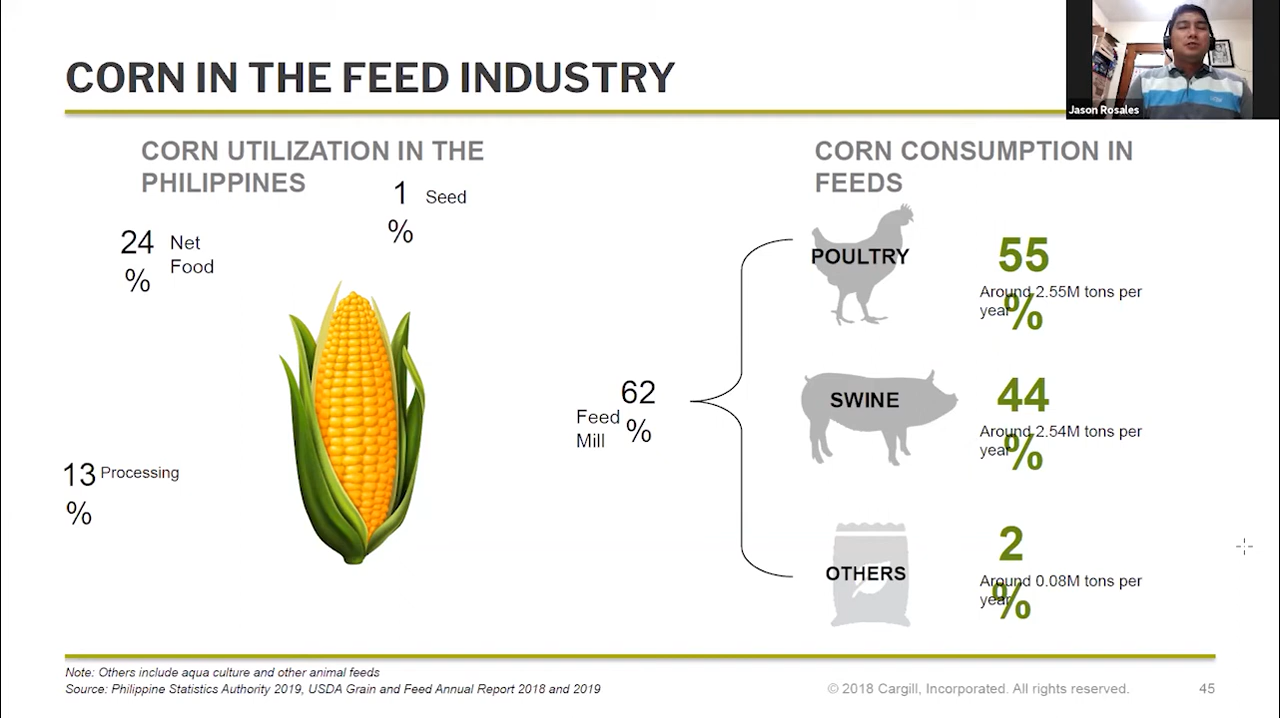 Jason Rosales
CORN IN THE FEED INDUSTRY
CORN UTILIZATION IN THE
PHILIPPINES
1
%
Seed
24
%
Net
Food
13
%
Processing
62
%
Feed
Mill
CORN CONSUMPTION IN
FEEDS
POULTRY
55
%
Around 2.55M tons per
year
SWINE
44
%
Around 2.54M tons per
year
OTHERS
2
%
Around 0.08M tons per
year
Note: Others include aqua culture and other animal feeds
Source: Philippine Statistics Authority 2019, USDA Grain and Feed Annual Report 2018 and 2019
© 2018 Cargill, Incorporated. All rights reserved.
45